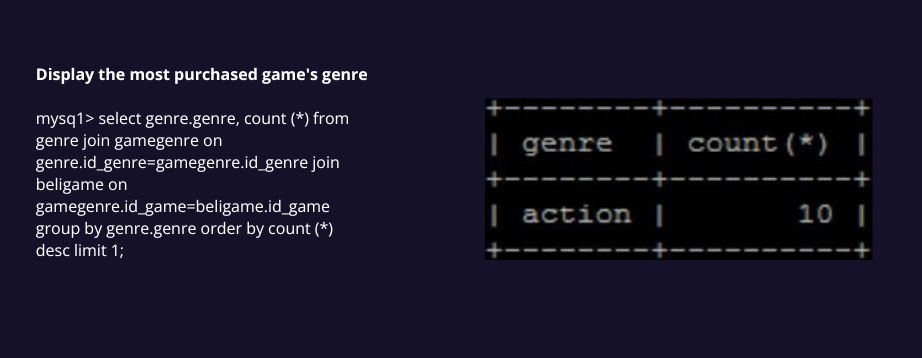 Display the most purchased game's genre
mysq1> select genre.genre, count (*) from
genre join gamegenre on
genre.id_genre=gamegenre.id_genre join
beligame on
gamegenre.id_game=beligame.id_game
group by genre.genre order by count (*)
desc limit 1;
+--------+----------+
| genre  | count(*) |
+--------+----------+
| action |       10 |
+--------+----------+